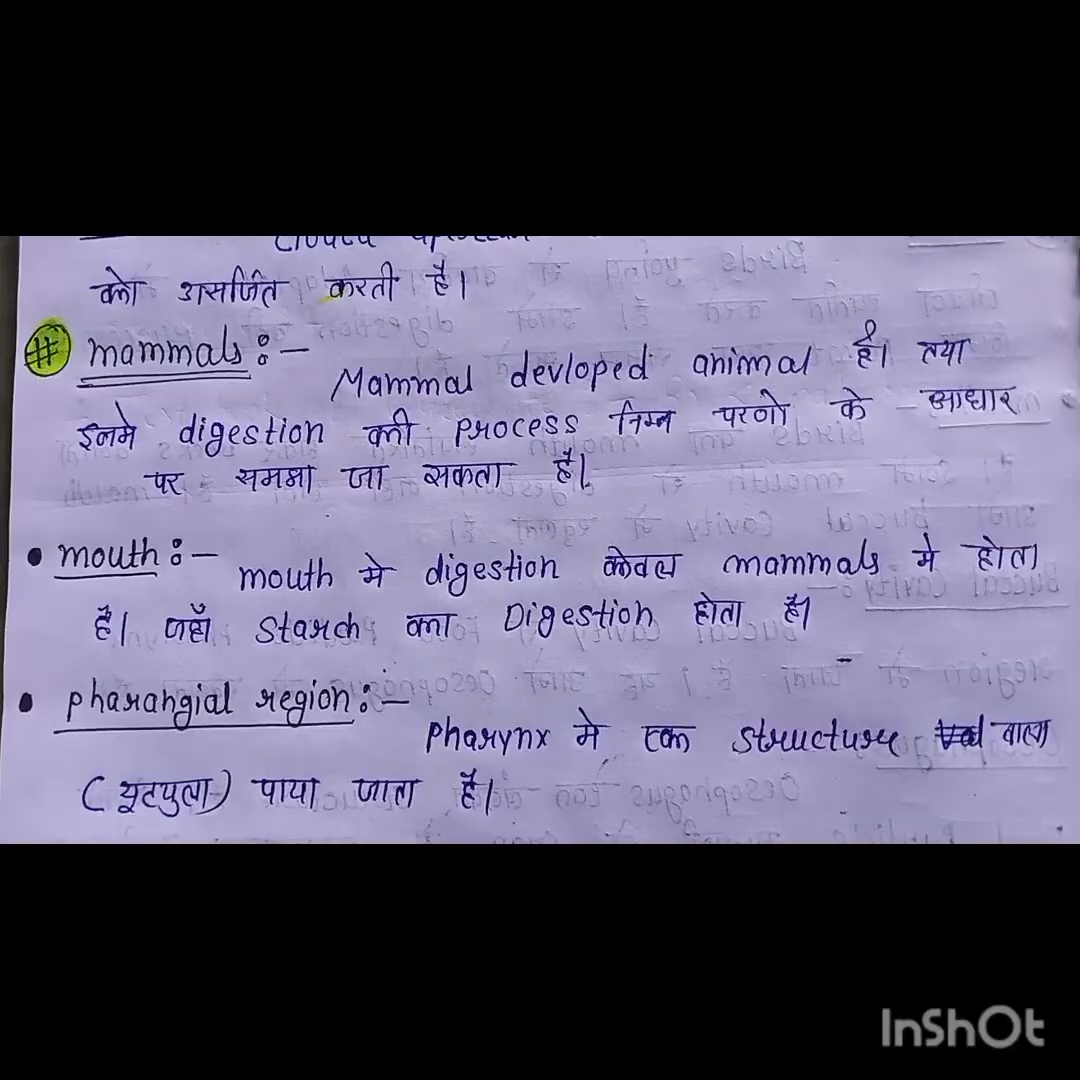 को उत्सर्जित करती है।
# mammals :-
Mammal devloped animal है। तथा
इनमे digestion की process निम्न चरणो के आधार
पर समझा जा सकता है।
• mouth :-
mouth मे digestion केवल mammals मे होता
है। जहाँ Starch का Digestion होता है।
• pharangial region :-
pharynx मे एक structure वाल्व
(यूटपुला) पाया जाता है।
InShOt